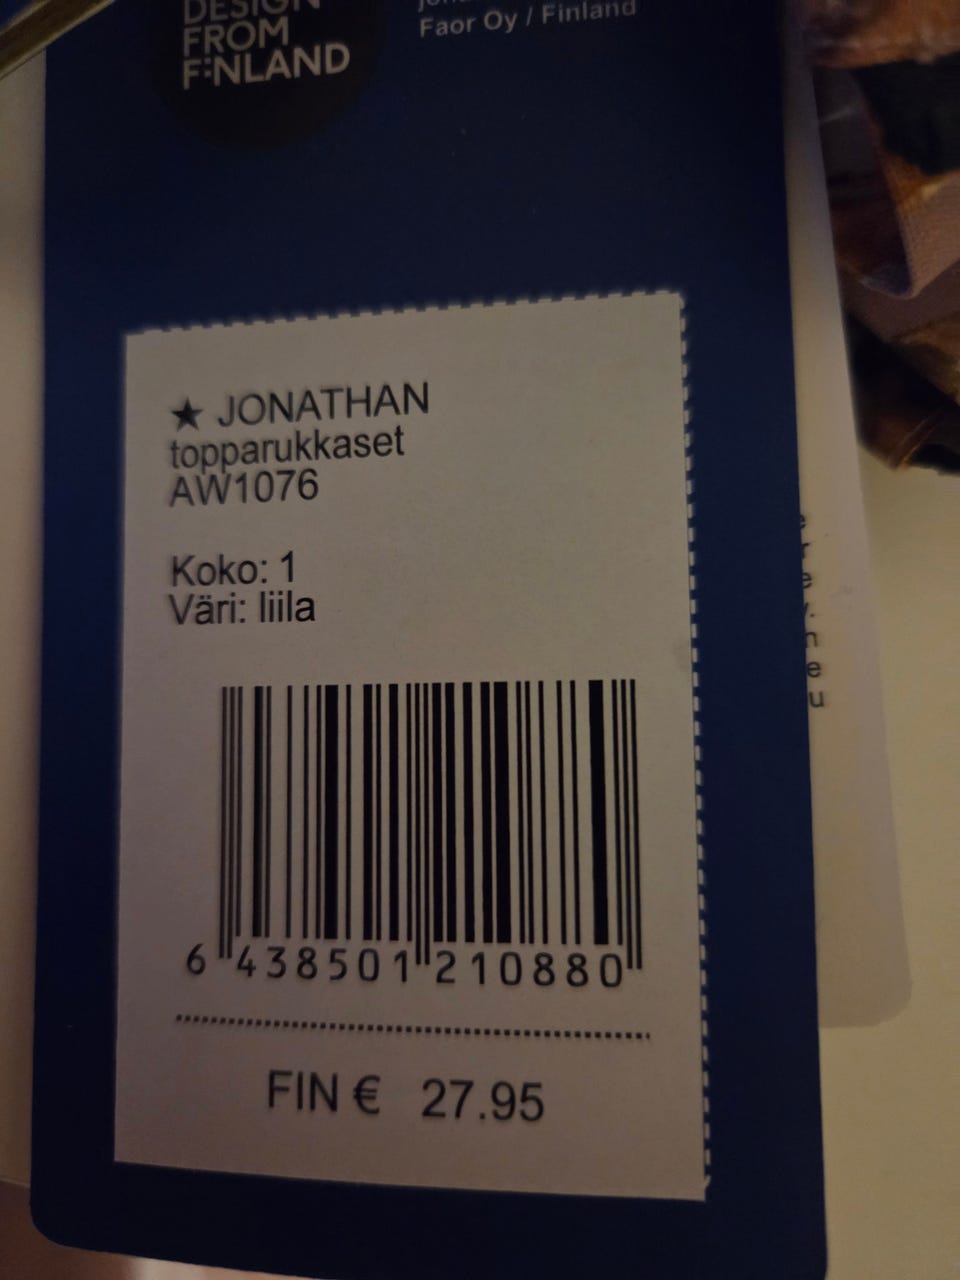 DESIGN
FROM
FINLAND
Faor Oy / Finland
★ JONATHAN
topparukkaset
AW1076
Koko: 1
Väri: liila
6 438501 210880
FIN € 27.95